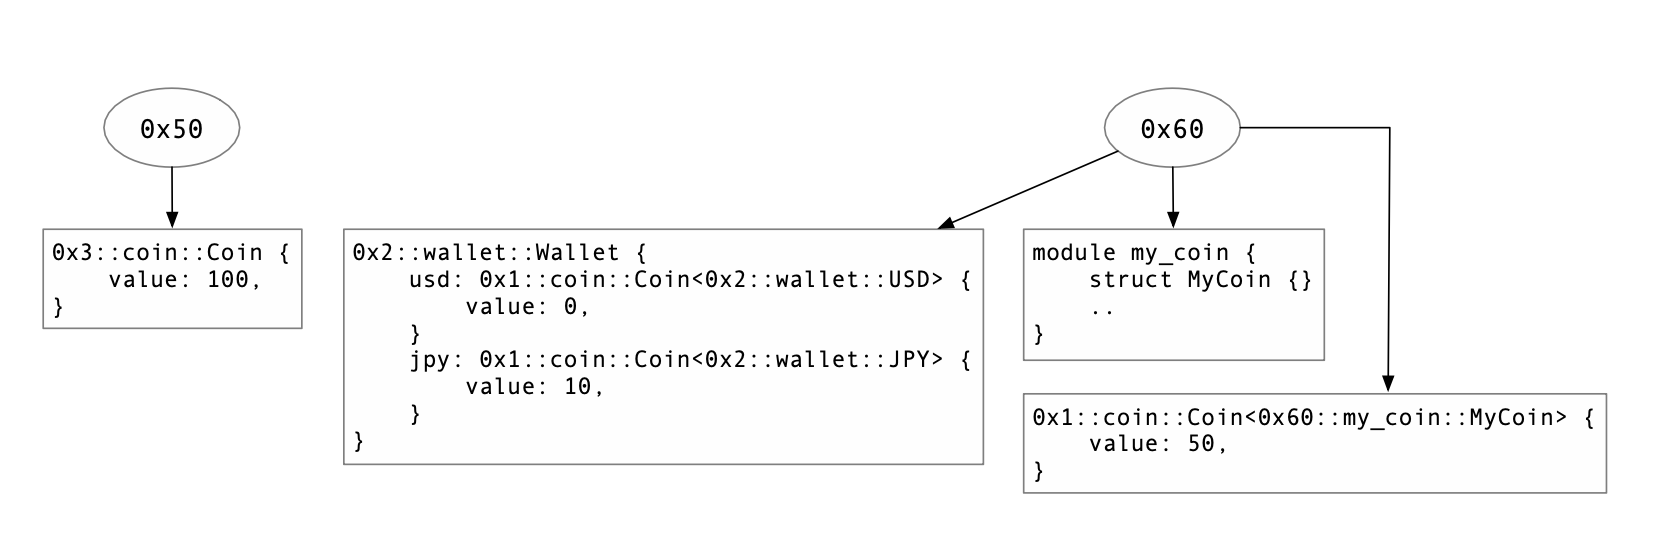 0x50
0x60
0x3::coin::Coin {
    value: 100,
}
0x2::wallet::Wallet {
    usd: 0x1::coin::Coin<0x2::wallet::USD> {
        value: 0,
    }
    jpy: 0x1::coin::Coin<0x2::wallet::JPY> {
        value: 10,
    }
}
module my_coin {
    struct MyCoin {}
    ..
}
0x1::coin::Coin<0x60::my_coin::MyCoin> {
    value: 50,
}